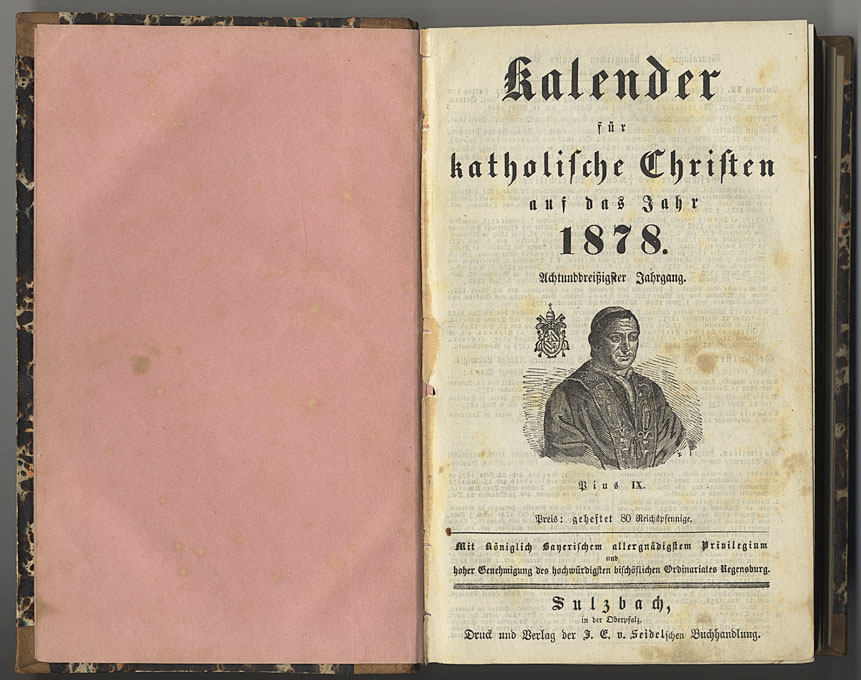 Kalender
für
katholische Christen
auf das Jahr
1878.
Achtunddreißigster Jahrgang.
Pius IX.
Preis: geheftet 80 Reichspfennige.
Mit Königlich Bayerischem allergnädigstem Privilegium
und
hoher Genehmigung des hochwürdigsten bischöflichen Ordinariates Regensburg.
Sulzbach,
in der Oberpfalz.
Druck und Verlag der J. E. v. Seidelschen Buchhandlung.